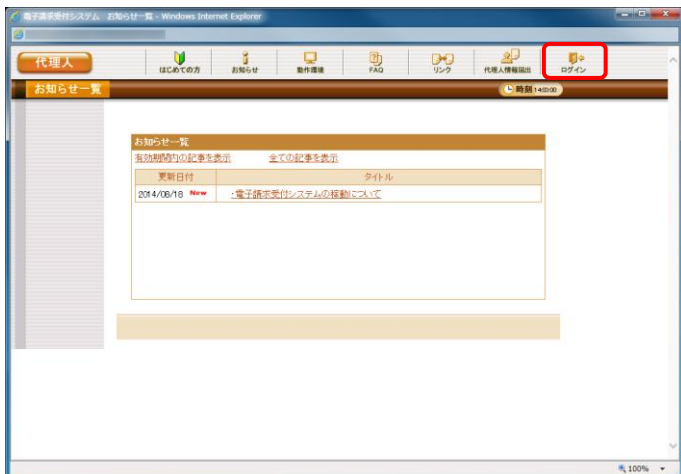 電子請求受付システム お知らせ一覧 - Windows Internet Explorer
代理人
はじめての方
お知らせ
動作環境
FAQ
リンク
代理人情報届出
ログイン
お知らせ一覧
時刻 14:00:00
お知らせ一覧
有効期間内の記事を表示 全ての記事を表示
更新日付 タイトル
2014/08/18 New ・電子請求受付システムの稼動について
100%